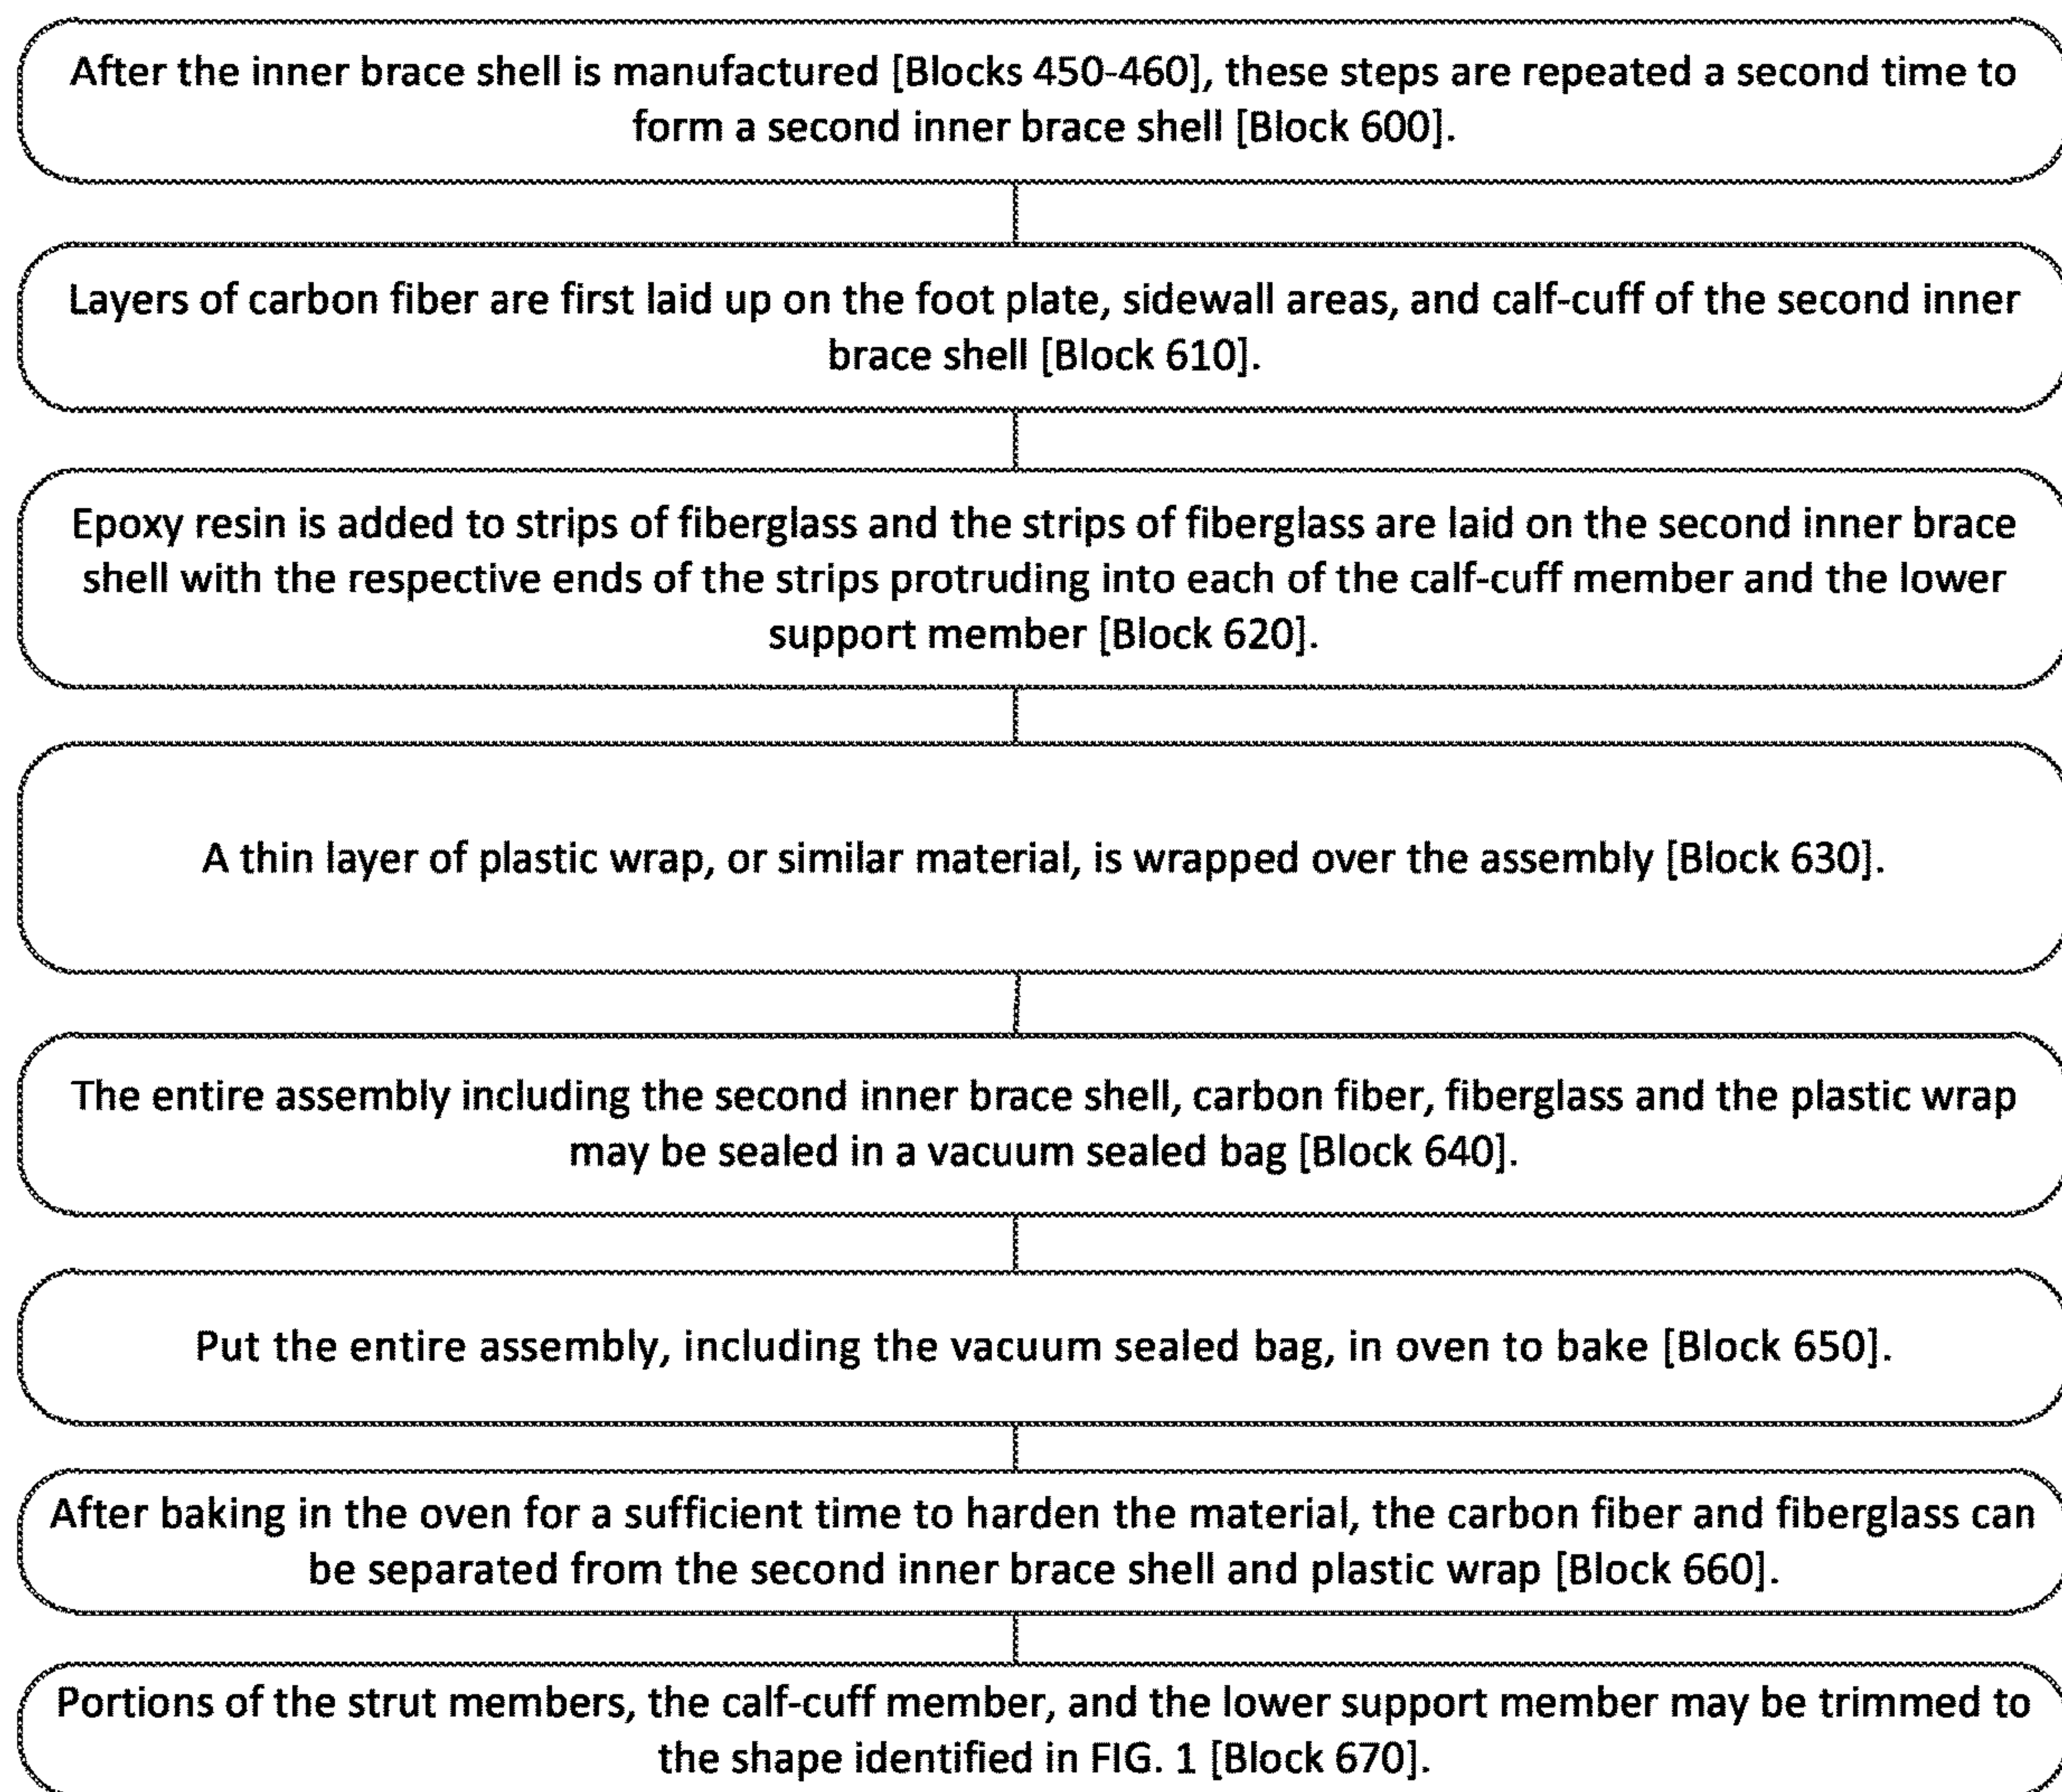 After the inner brace shell is manufactured [Blocks 450-460], these steps are repeated a second time to
form a second inner brace shell [Block 600].
Layers of carbon fiber are first laid up on the foot plate, sidewall areas, and calf-cuff of the second inner
brace shell [Block 610].
Epoxy resin is added to strips of fiberglass and the strips of fiberglass are laid on the second inner brace
shell with the respective ends of the strips protruding into each of the calf-cuff member and the lower
support member [Block 620].
A thin layer of plastic wrap, or similar material, is wrapped over the assembly [Block 630].
The entire assembly including the second inner brace shell, carbon fiber, fiberglass and the plastic wrap
may be sealed in a vacuum sealed bag [Block 640].
Put the entire assembly, including the vacuum sealed bag, in oven to bake [Block 650].
After baking in the oven for a sufficient time to harden the material, the carbon fiber and fiberglass can
be separated from the second inner brace shell and plastic wrap [Block 660].
Portions of the strut members, the calf-cuff member, and the lower support member may be trimmed to
the shape identified in FIG. 1 [Block 670].